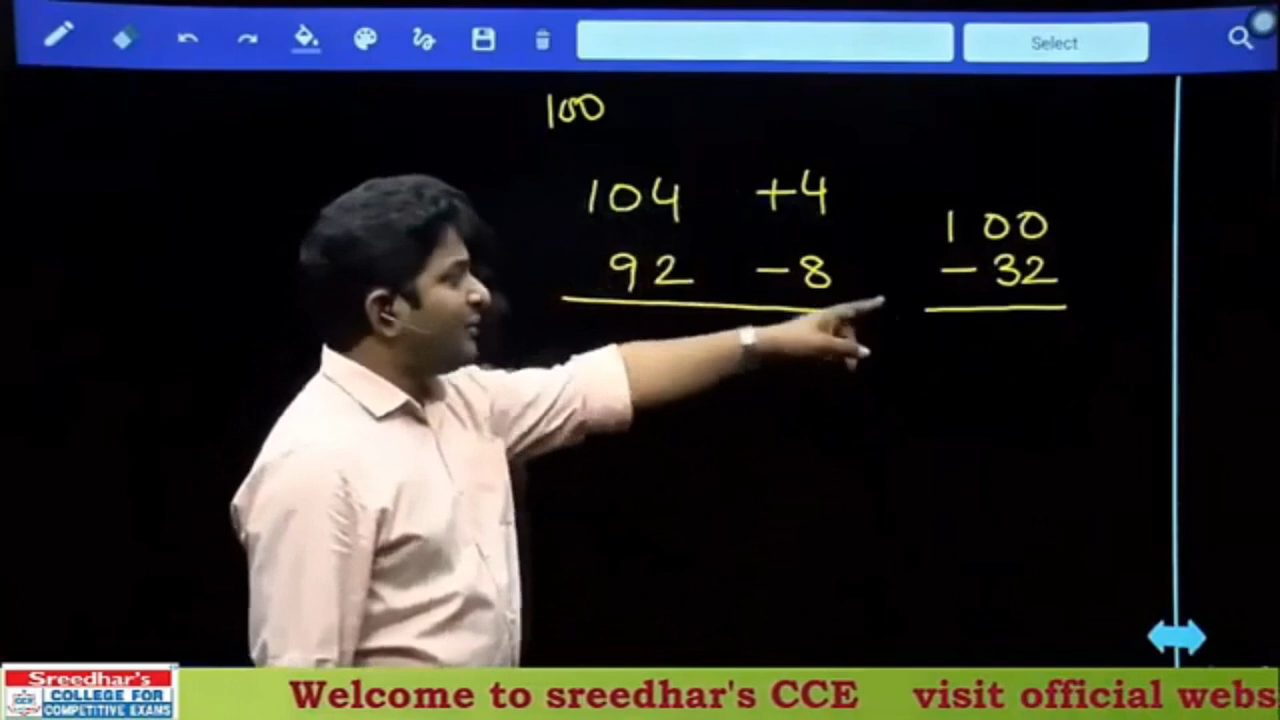 Select
100
104 +4
92 -8
100
- 32
Sreedhar's
CCE
COLLEGE FOR
COMPETITIVE EXAMS
Welcome to sreedhar's CCE visit official webs